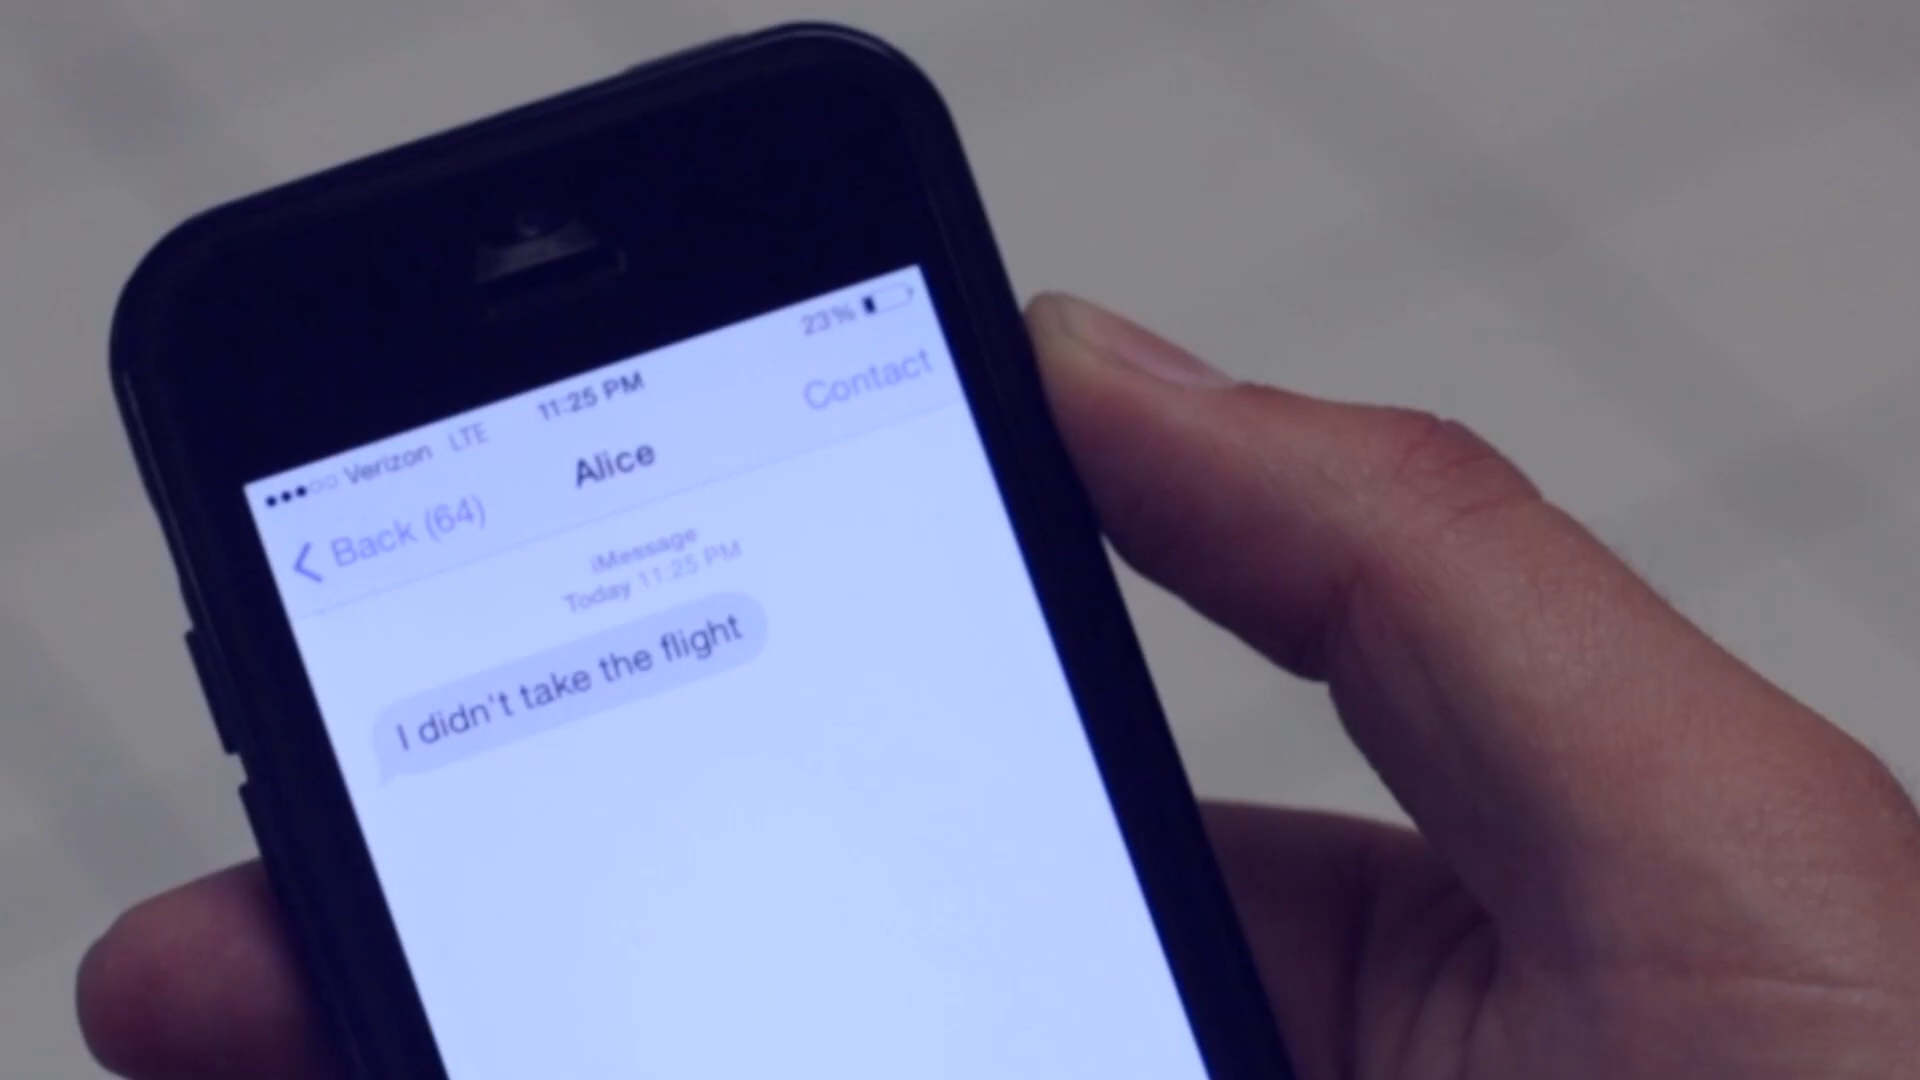 Verizon LTE 11:25 PM 23%
Back (64) Alice Contact
iMessage
Today 11:25 PM
I didn't take the flight